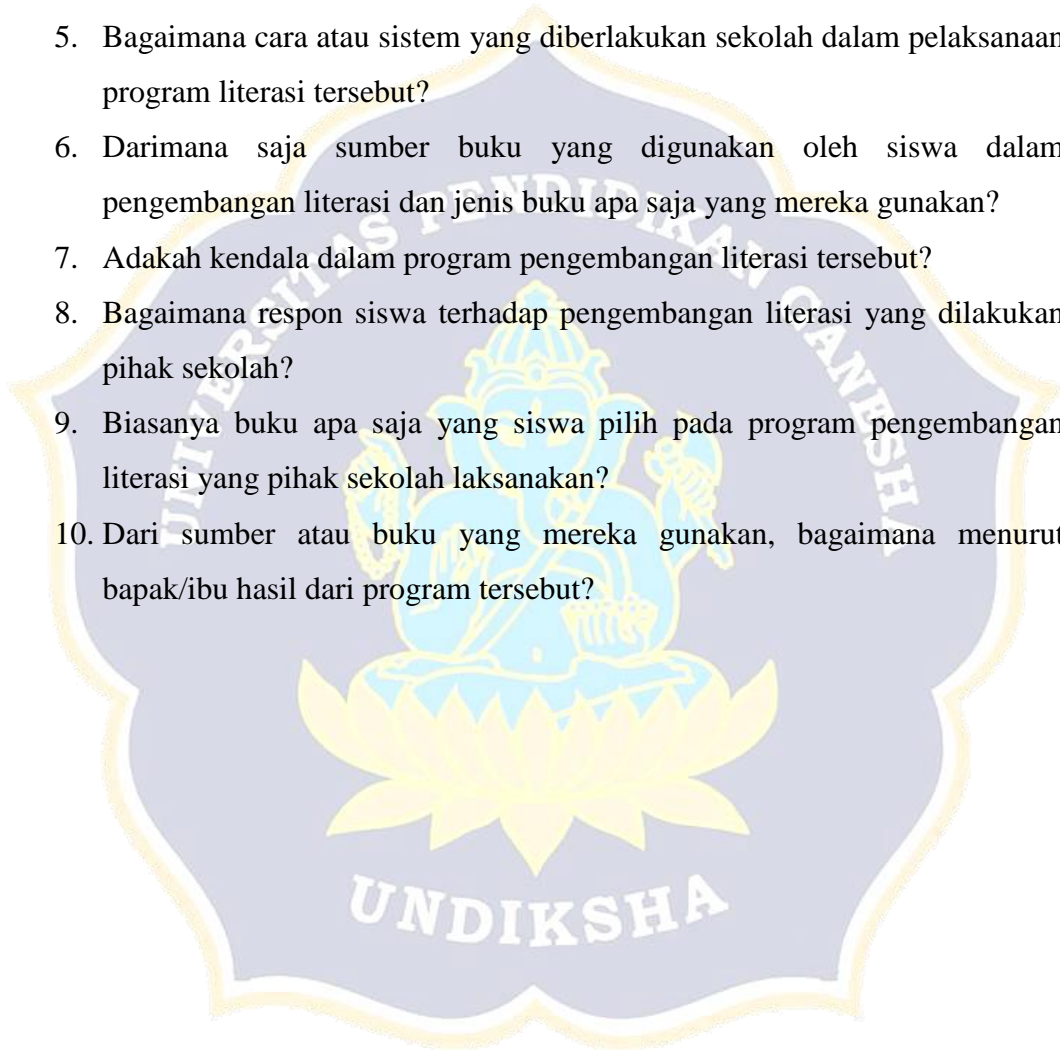 5. Bagaimana cara atau sistem yang diberlakukan sekolah dalam pelaksanaan
program literasi tersebut?
6. Darimana saja sumber buku yang digunakan oleh siswa dalam
pengembangan literasi dan jenis buku apa saja yang mereka gunakan?
7. Adakah kendala dalam program pengembangan literasi tersebut?
8. Bagaimana respon siswa terhadap pengembangan literasi yang dilakukan
pihak sekolah?
9. Biasanya buku apa saja yang siswa pilih pada program pengembangan
literasi yang pihak sekolah laksanakan?
10. Dari sumber atau buku yang mereka gunakan, bagaimana menurut
bapak/ibu hasil dari program tersebut?
UNIVERSITAS PENDIDIKAN GANESHA
UNDIKSHA